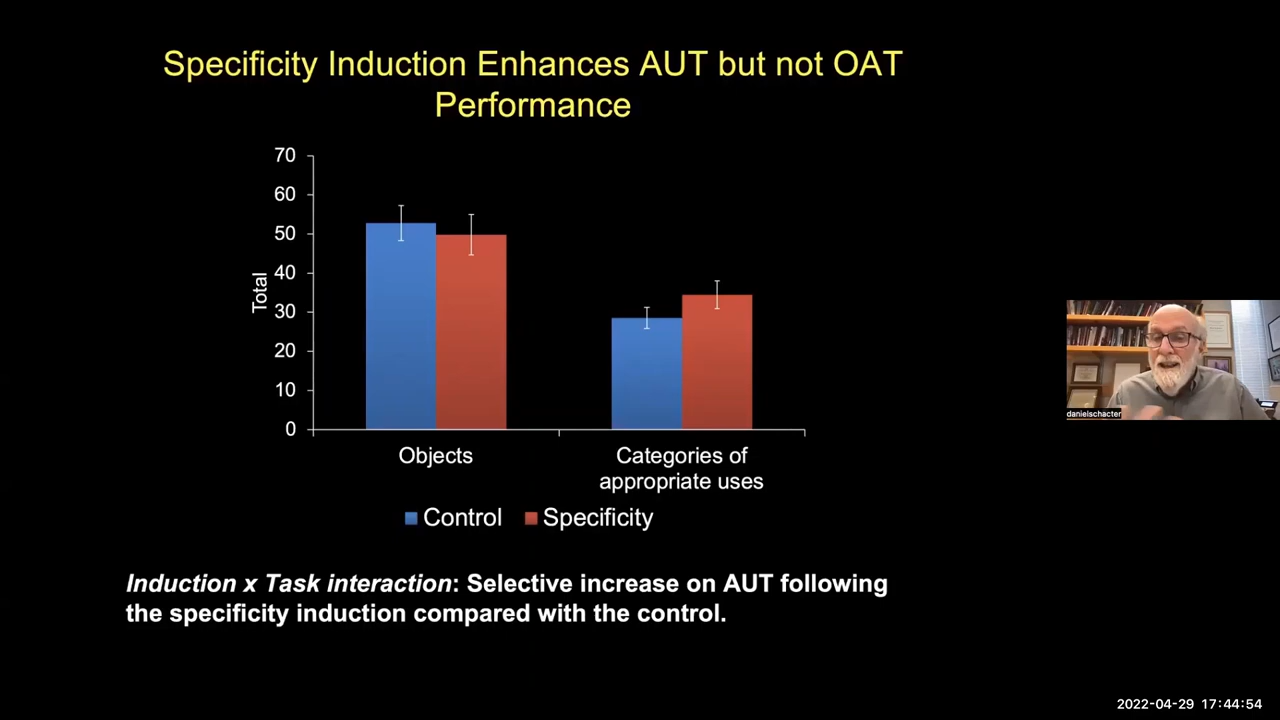 Specificity Induction Enhances AUT but not OAT
Performance
70
60
50
40
30
20
10
0
Total
Objects
Categories of
appropriate uses
Control
Specificity
Induction x Task interaction: Selective increase on AUT following
the specificity induction compared with the control.
danielschacter
2022-04-29 17:44:54